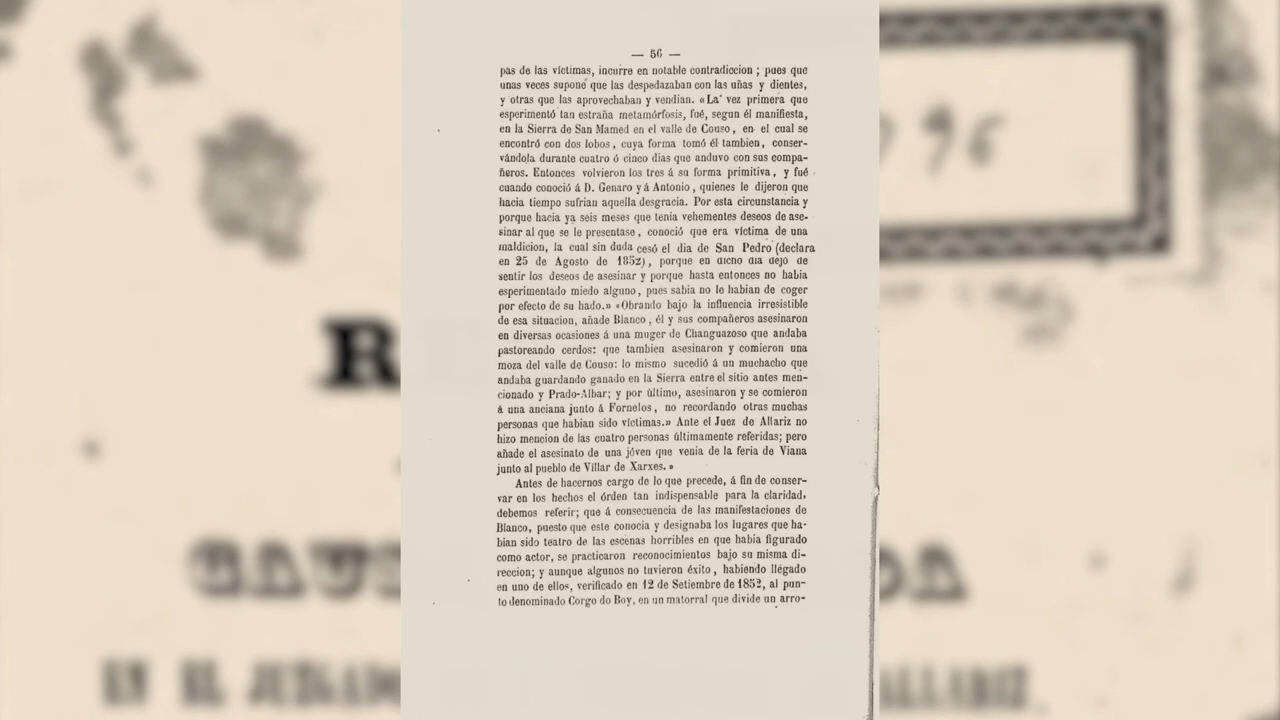 — 56 —
pas de las víctimas, incurre en notable contradiccion ; pues que
unas veces supone que las despedazaban con las uñas y dientes,
y otras que las aprovechaban y vendian. «La vez primera que
esperimentó tan estraña metamórfosis, fué, segun él manifiesta,
en la Sierra de San Mamed en el valle de Couso, en el cual se
encontró con dos lobos, cuya forma tomó él tambien, conser-
vándola durante cuatro ó cinco dias que anduvo con sus compa-
ñeros. Entonces volvieron los tres á su forma primitiva, y fué
cuando conoció á D. Genaro y á Antonio, quienes le dijeron que
hacia tiempo sufrian aquella desgracia. Por esta circunstancia y
porque hacia ya seis meses que tenia vehementes deseos de ase-
sinar al que se le presentase, conoció que era víctima de una
maldicion, la cual sin duda cesó el dia de San Pedro (declara
en 25 de Agosto de 1852), porque en dicho dia dejó de
sentir los deseos de asesinar y porque hasta entonces no habia
esperimentado miedo alguno, pues sabia no le habian de coger
por efecto de su hado.» «Obrando bajo la influencia irresistible
de esa situacion, añade Blanco, él y sus compañeros asesinaron
en diversas ocasiones á una muger de Changuazoso que andaba
pastoreando cerdos: que tambien asesinaron y comieron una
moza del valle de Couso: lo mismo sucedió á un muchacho que
andaba guardando ganado en la Sierra entre el sitio antes men-
cionado y Prado-Albar; y por último, asesinaron y se comieron
á una anciana junto á Fornelos, no recordando otras muchas
personas que habian sido víctimas.» Ante el Juez de Allariz no
hizo mencion de las cuatro personas últimamente referidas; pero
añade el asesinato de una jóven que venia de la feria de Viana
junto al pueblo de Villar de Xarxes.»
Antes de hacernos cargo de lo que precede, á fin de conser-
var en los hechos el órden tan indispensable para la claridad,
debemos referir; que á consecuencia de las manifestaciones de
Blanco, puesto que este conocia y designaba los lugares que ha-
bian sido teatro de las escenas horribles en que habia figurado
como actor, se practicaron reconocimientos bajo su misma di-
reccion; y aunque algunos no tuvieron éxito, habiendo llegado
en uno de ellos, verificado en 12 de Setiembre de 1852, al pun-
to denominado Corgo do Boy, en un matorral que divide un arro-
R
96
EN EL JUZGADO
ALLARIZ